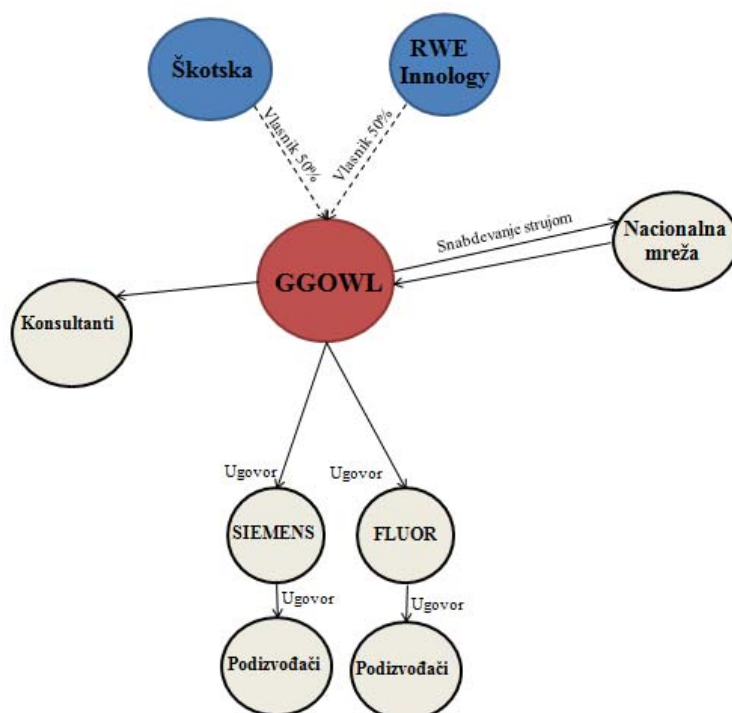 Škotska
RWE
Innology
Vlasnik 50%
Vlasnik 50%
Snabdevanje strujom
Nacionalna
mreža
GGOWL
Konsultanti
Ugovor
Ugovor
SIEMENS
FLUOR
Ugovor
Ugovor
Podizvođači
Podizvođači